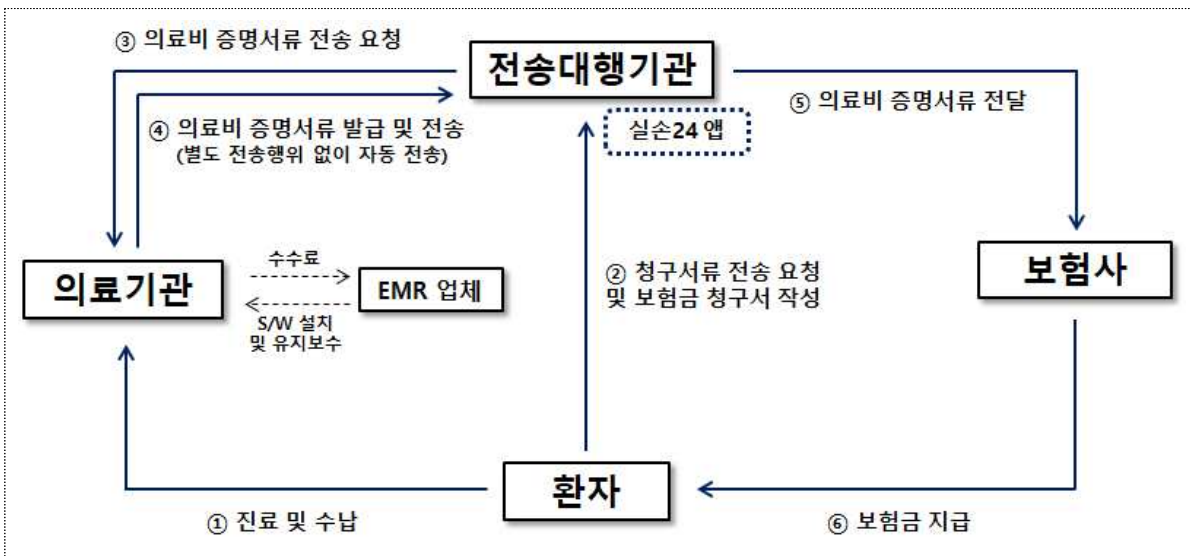 ③ 의료비 증명서류 전송 요청
전송대행기관
⑤ 의료비 증명서류 전달
④ 의료비 증명서류 발급 및 전송
(별도 전송행위 없이 자동 전송)
실손24 앱
의료기관
수수료
EMR 업체
S/W 설치
및 유지보수
② 청구서류 전송 요청
및 보험금 청구서 작성
보험사
환자
① 진료 및 수납
⑥ 보험금 지급